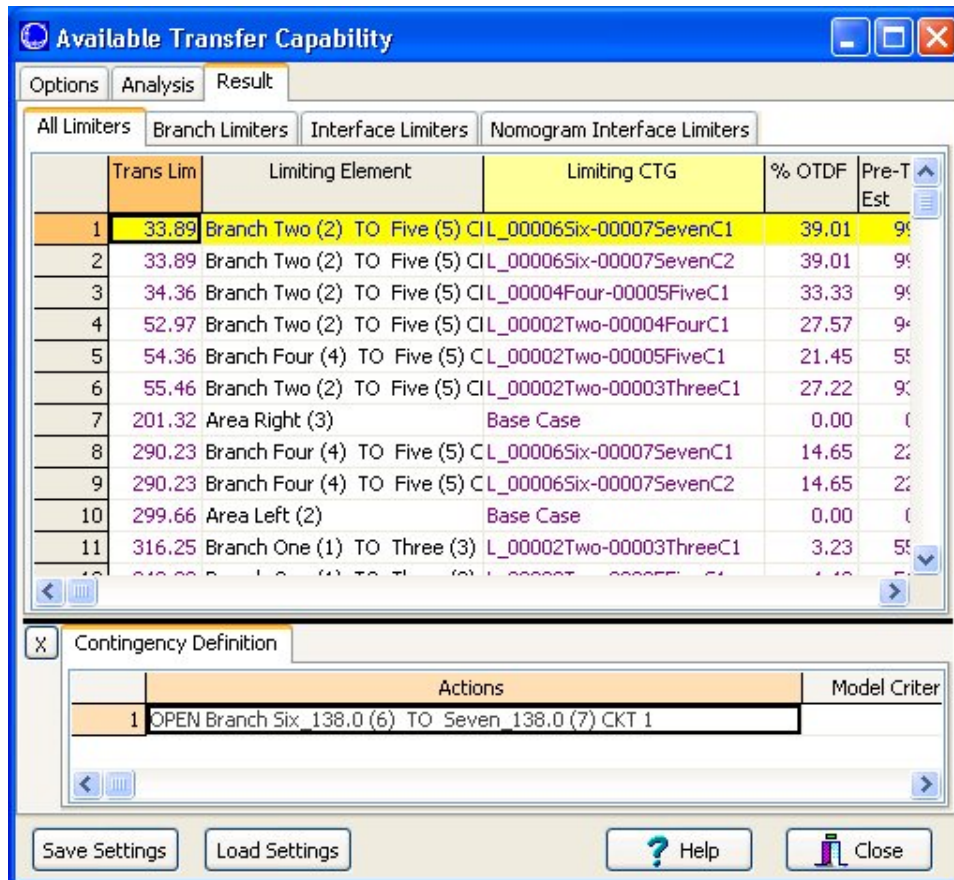 Available Transfer Capability
Options Analysis Result
All Limiters Branch Limiters Interface Limiters Nomogram Interface Limiters
Trans Lim Limiting Element Limiting CTG % OTDF Pre-T
Est
1 33.89 Branch Two (2) TO Five (5) CI L_00006Six-00007SevenC1 39.01 99
2 33.89 Branch Two (2) TO Five (5) CI L_00006Six-00007SevenC2 39.01 99
3 34.36 Branch Two (2) TO Five (5) CI L_00004Four-00005FiveC1 33.33 99
4 52.97 Branch Two (2) TO Five (5) CI L_00002Two-00004FourC1 27.57 94
5 54.36 Branch Four (4) TO Five (5) C L_00002Two-00005FiveC1 21.45 55
6 55.46 Branch Two (2) TO Five (5) CI L_00002Two-00003ThreeC1 27.22 93
7 201.32 Area Right (3) Base Case 0.00
8 290.23 Branch Four (4) TO Five (5) C L_00006Six-00007SevenC1 14.65 22
9 290.23 Branch Four (4) TO Five (5) C L_00006Six-00007SevenC2 14.65 22
10 299.66 Area Left (2) Base Case 0.00
11 316.25 Branch One (1) TO Three (3) L_00002Two-00003ThreeC1 3.23 55
X Contingency Definition
Actions Model Criter
1 OPEN Branch Six_138.0 (6) TO Seven_138.0 (7) CKT 1
Save Settings Load Settings ? Help Close